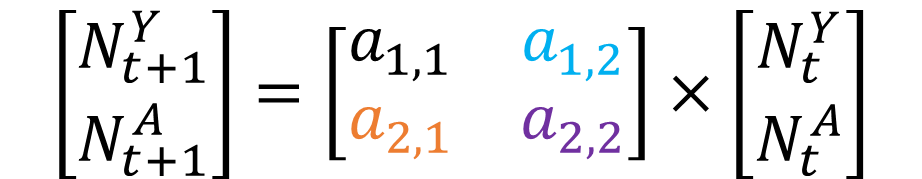 [N^Y_{t+1}] = [a_{1,1} a_{1,2}] × [N^Y_t]
[N^A_{t+1}] [a_{2,1} a_{2,2}] [N^A_t]